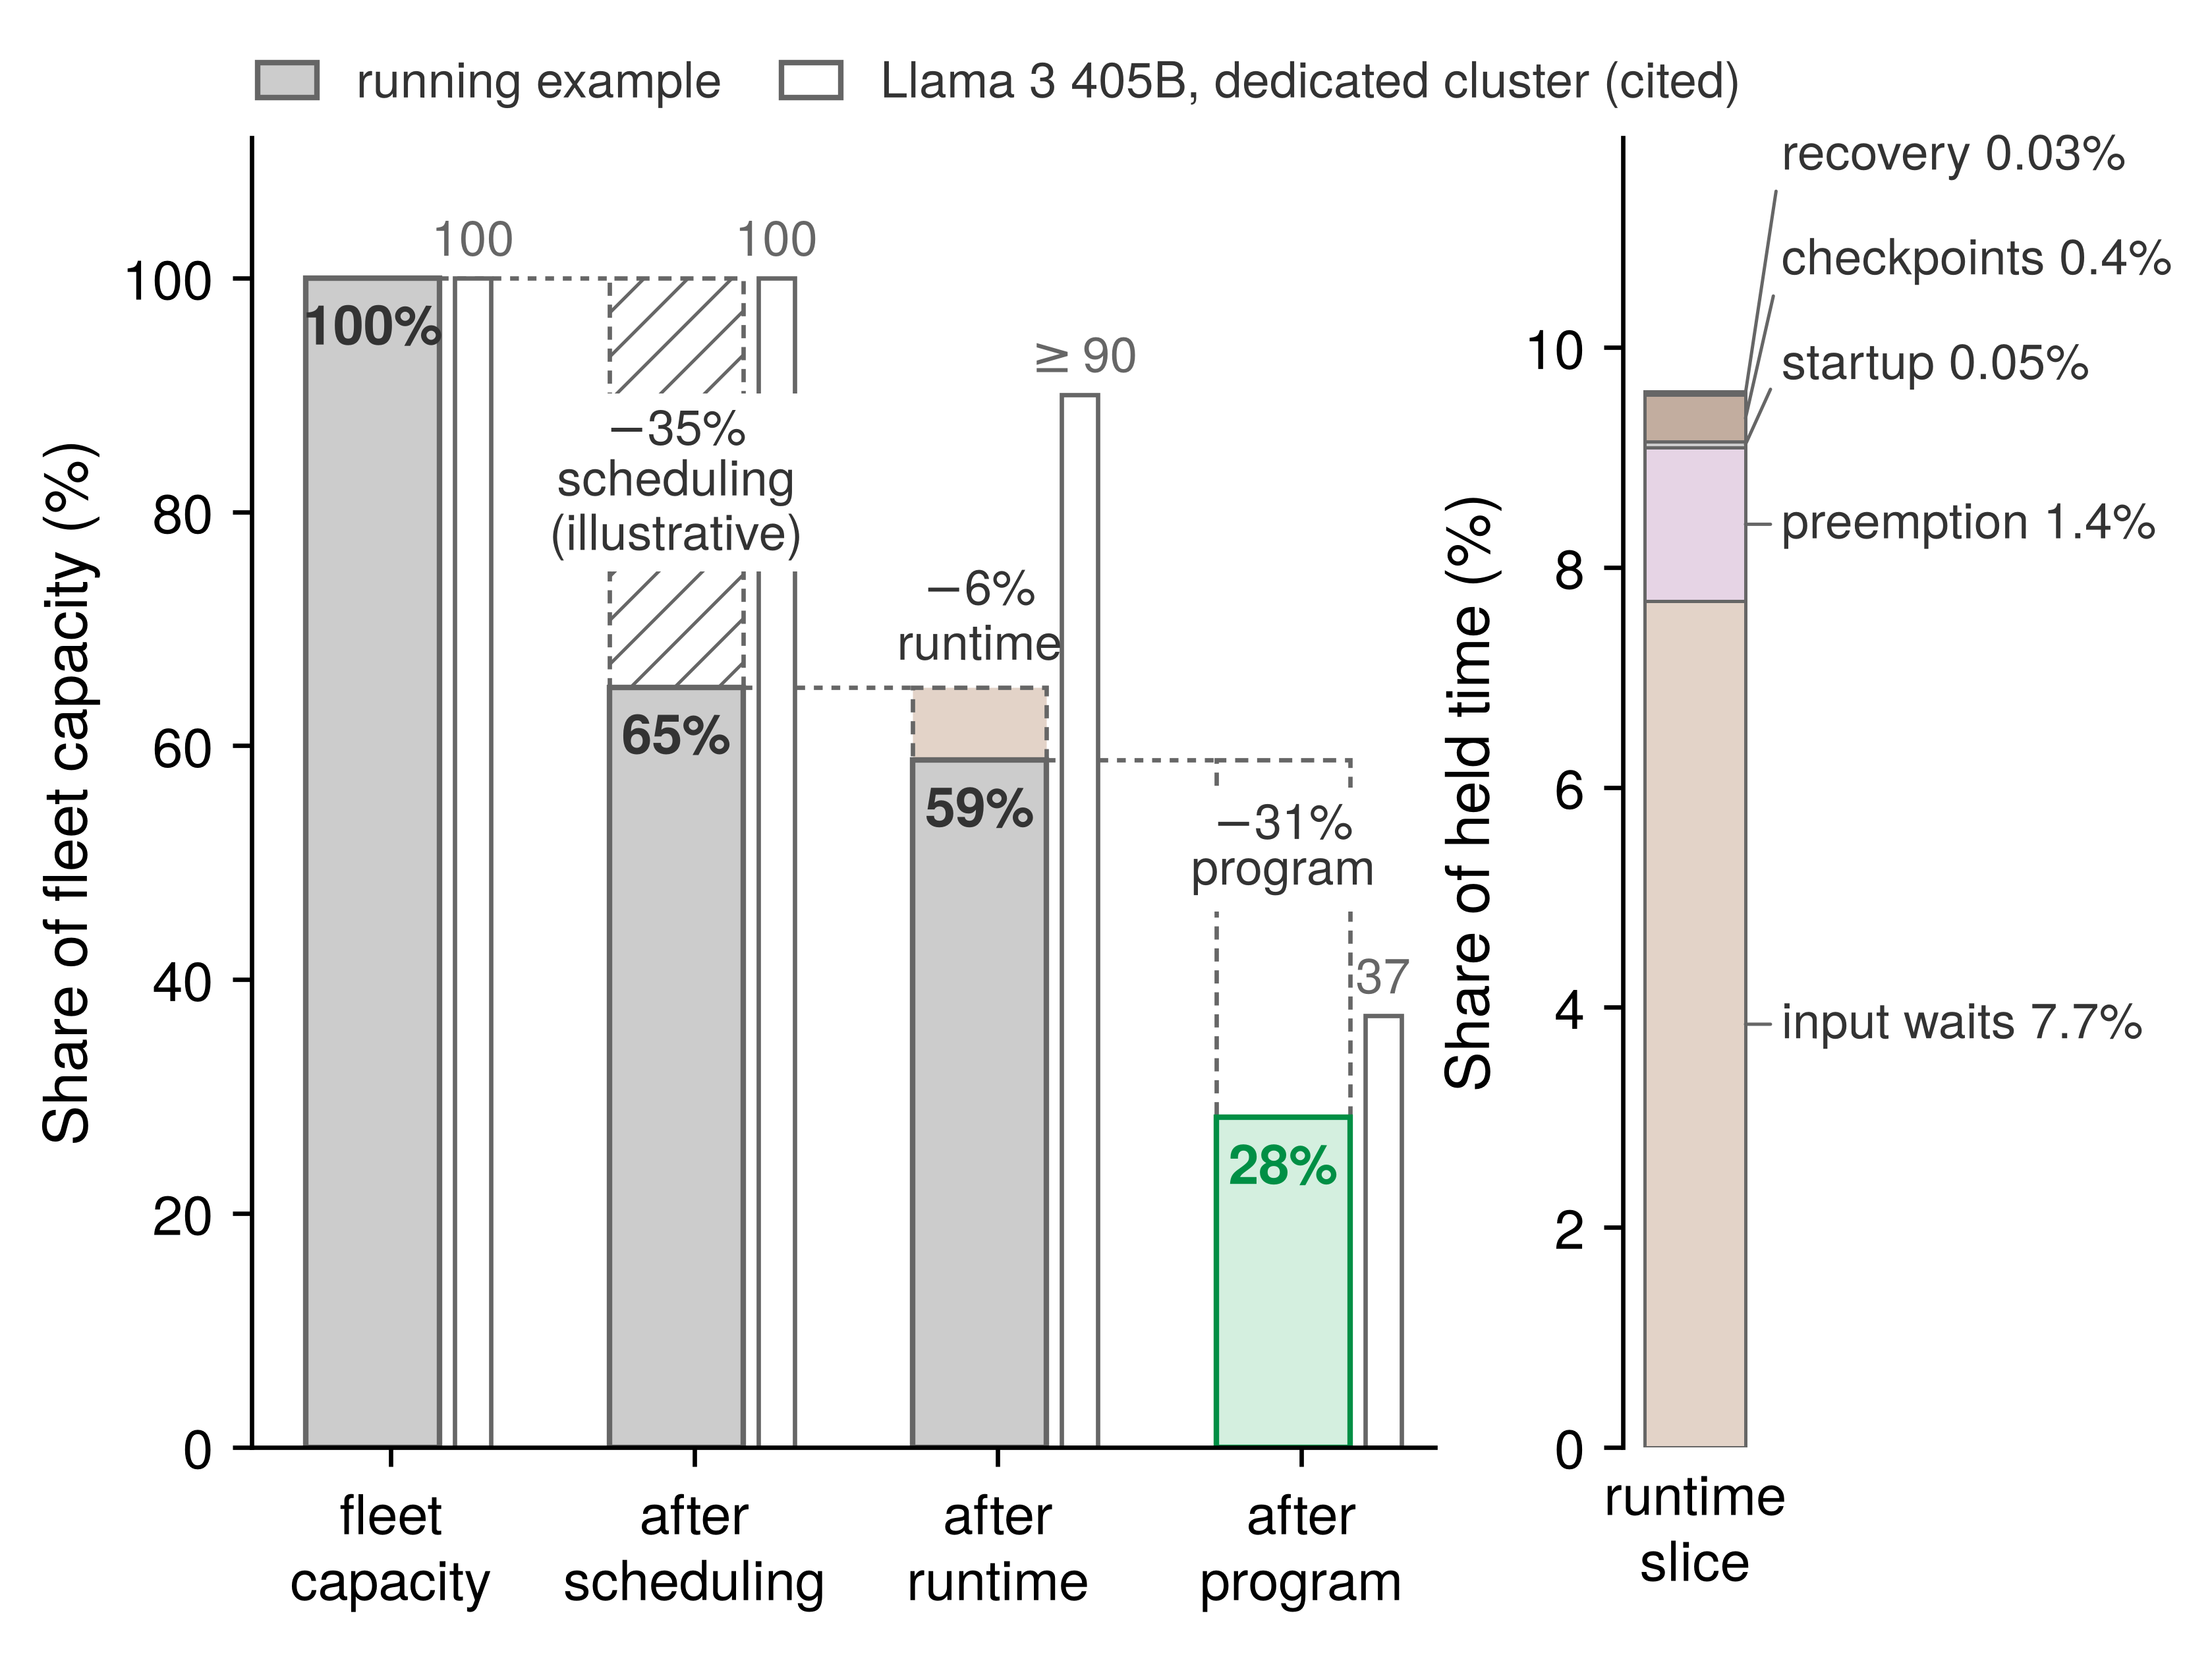 running example
Llama 3 405B, dedicated cluster (cited)
Share of fleet capacity (%)
100
80
60
40
20
0
100%
100
100
−35%
scheduling
(illustrative)
65%
−6%
runtime
≥ 90
59%
−31%
program
37
28%
fleet
capacity
after
scheduling
after
runtime
after
program
Share of held time (%)
10
8
6
4
2
0
recovery 0.03%
checkpoints 0.4%
startup 0.05%
preemption 1.4%
input waits 7.7%
runtime
slice